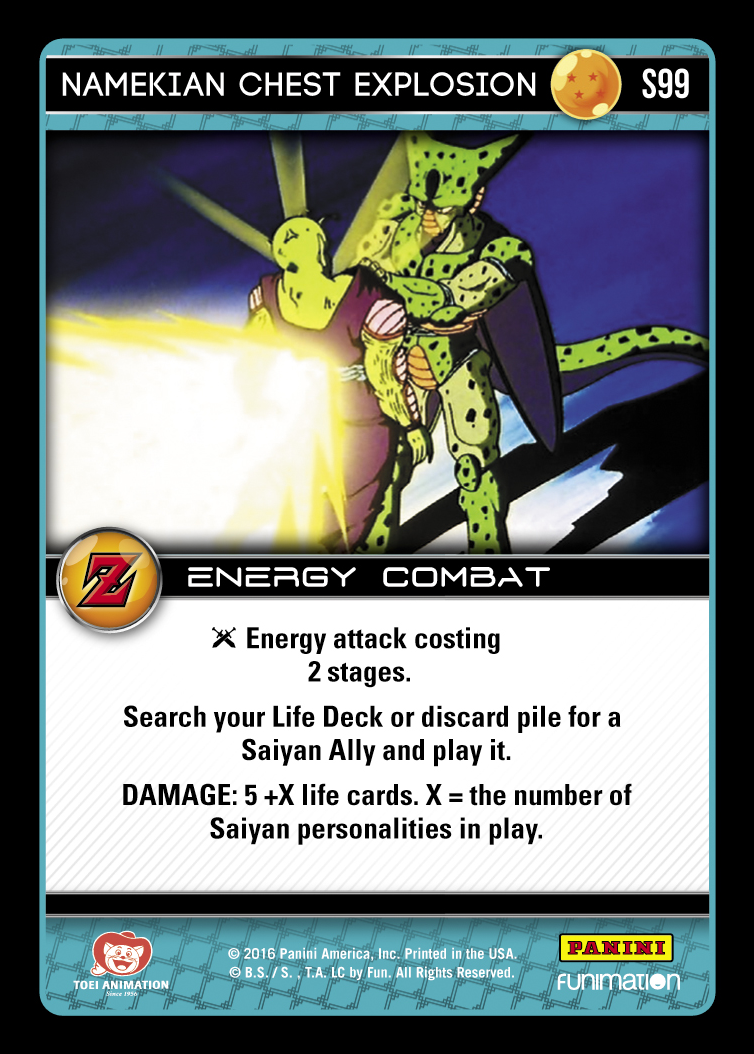 NAMEKIAN CHEST EXPLOSION S99
Z ENERGY COMBAT
Energy attack costing
2 stages.
Search your Life Deck or discard pile for a
Saiyan Ally and play it.
DAMAGE: 5 +X life cards. X = the number of
Saiyan personalities in play.
TOEI ANIMATION
Since 1956
© 2016 Panini America, Inc. Printed in the USA.
© B.S. / S. , T.A. LC by Fun. All Rights Reserved.
PANINI
FUNIMATION